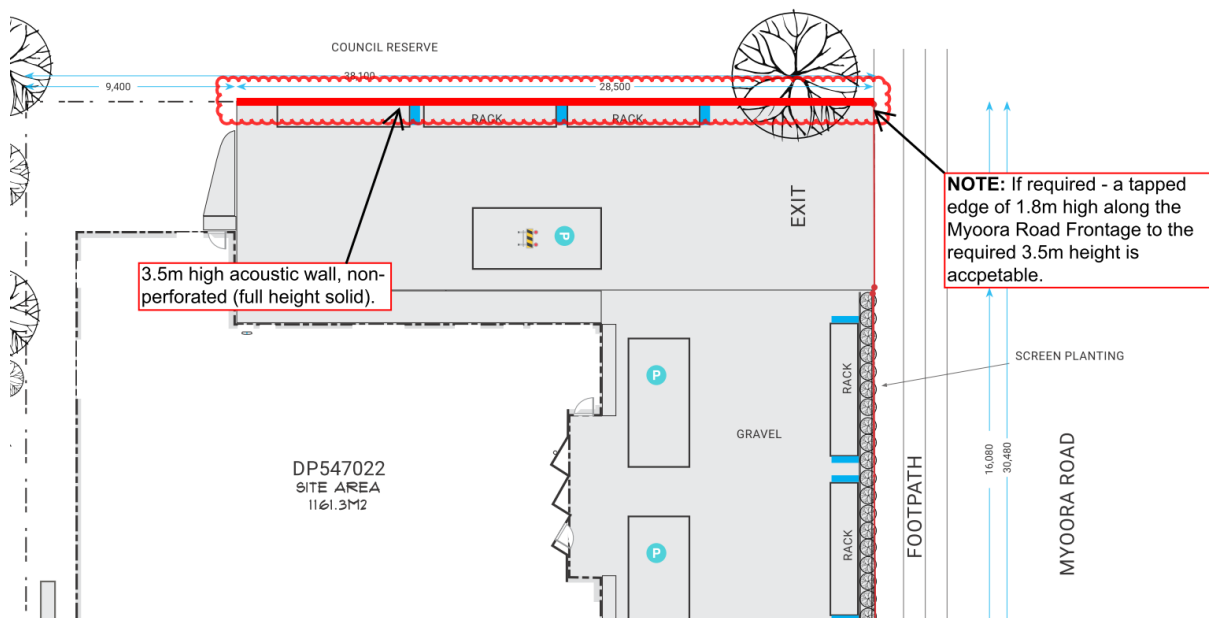 COUNCIL RESERVE
38,100
9,400
28,500
RACK
RACK
EXIT
P
NOTE: If required - a tapped
edge of 1.8m high along the
Myoora Road Frontage to the
required 3.5m height is
accpetable.
3.5m high acoustic wall, non-
perforated (full height solid).
P
SCREEN PLANTING
RACK
GRAVEL
DP547022
SITE AREA
1161.3M2
16,080
30,480
MYOORA ROAD
FOOTPATH
RACK
P